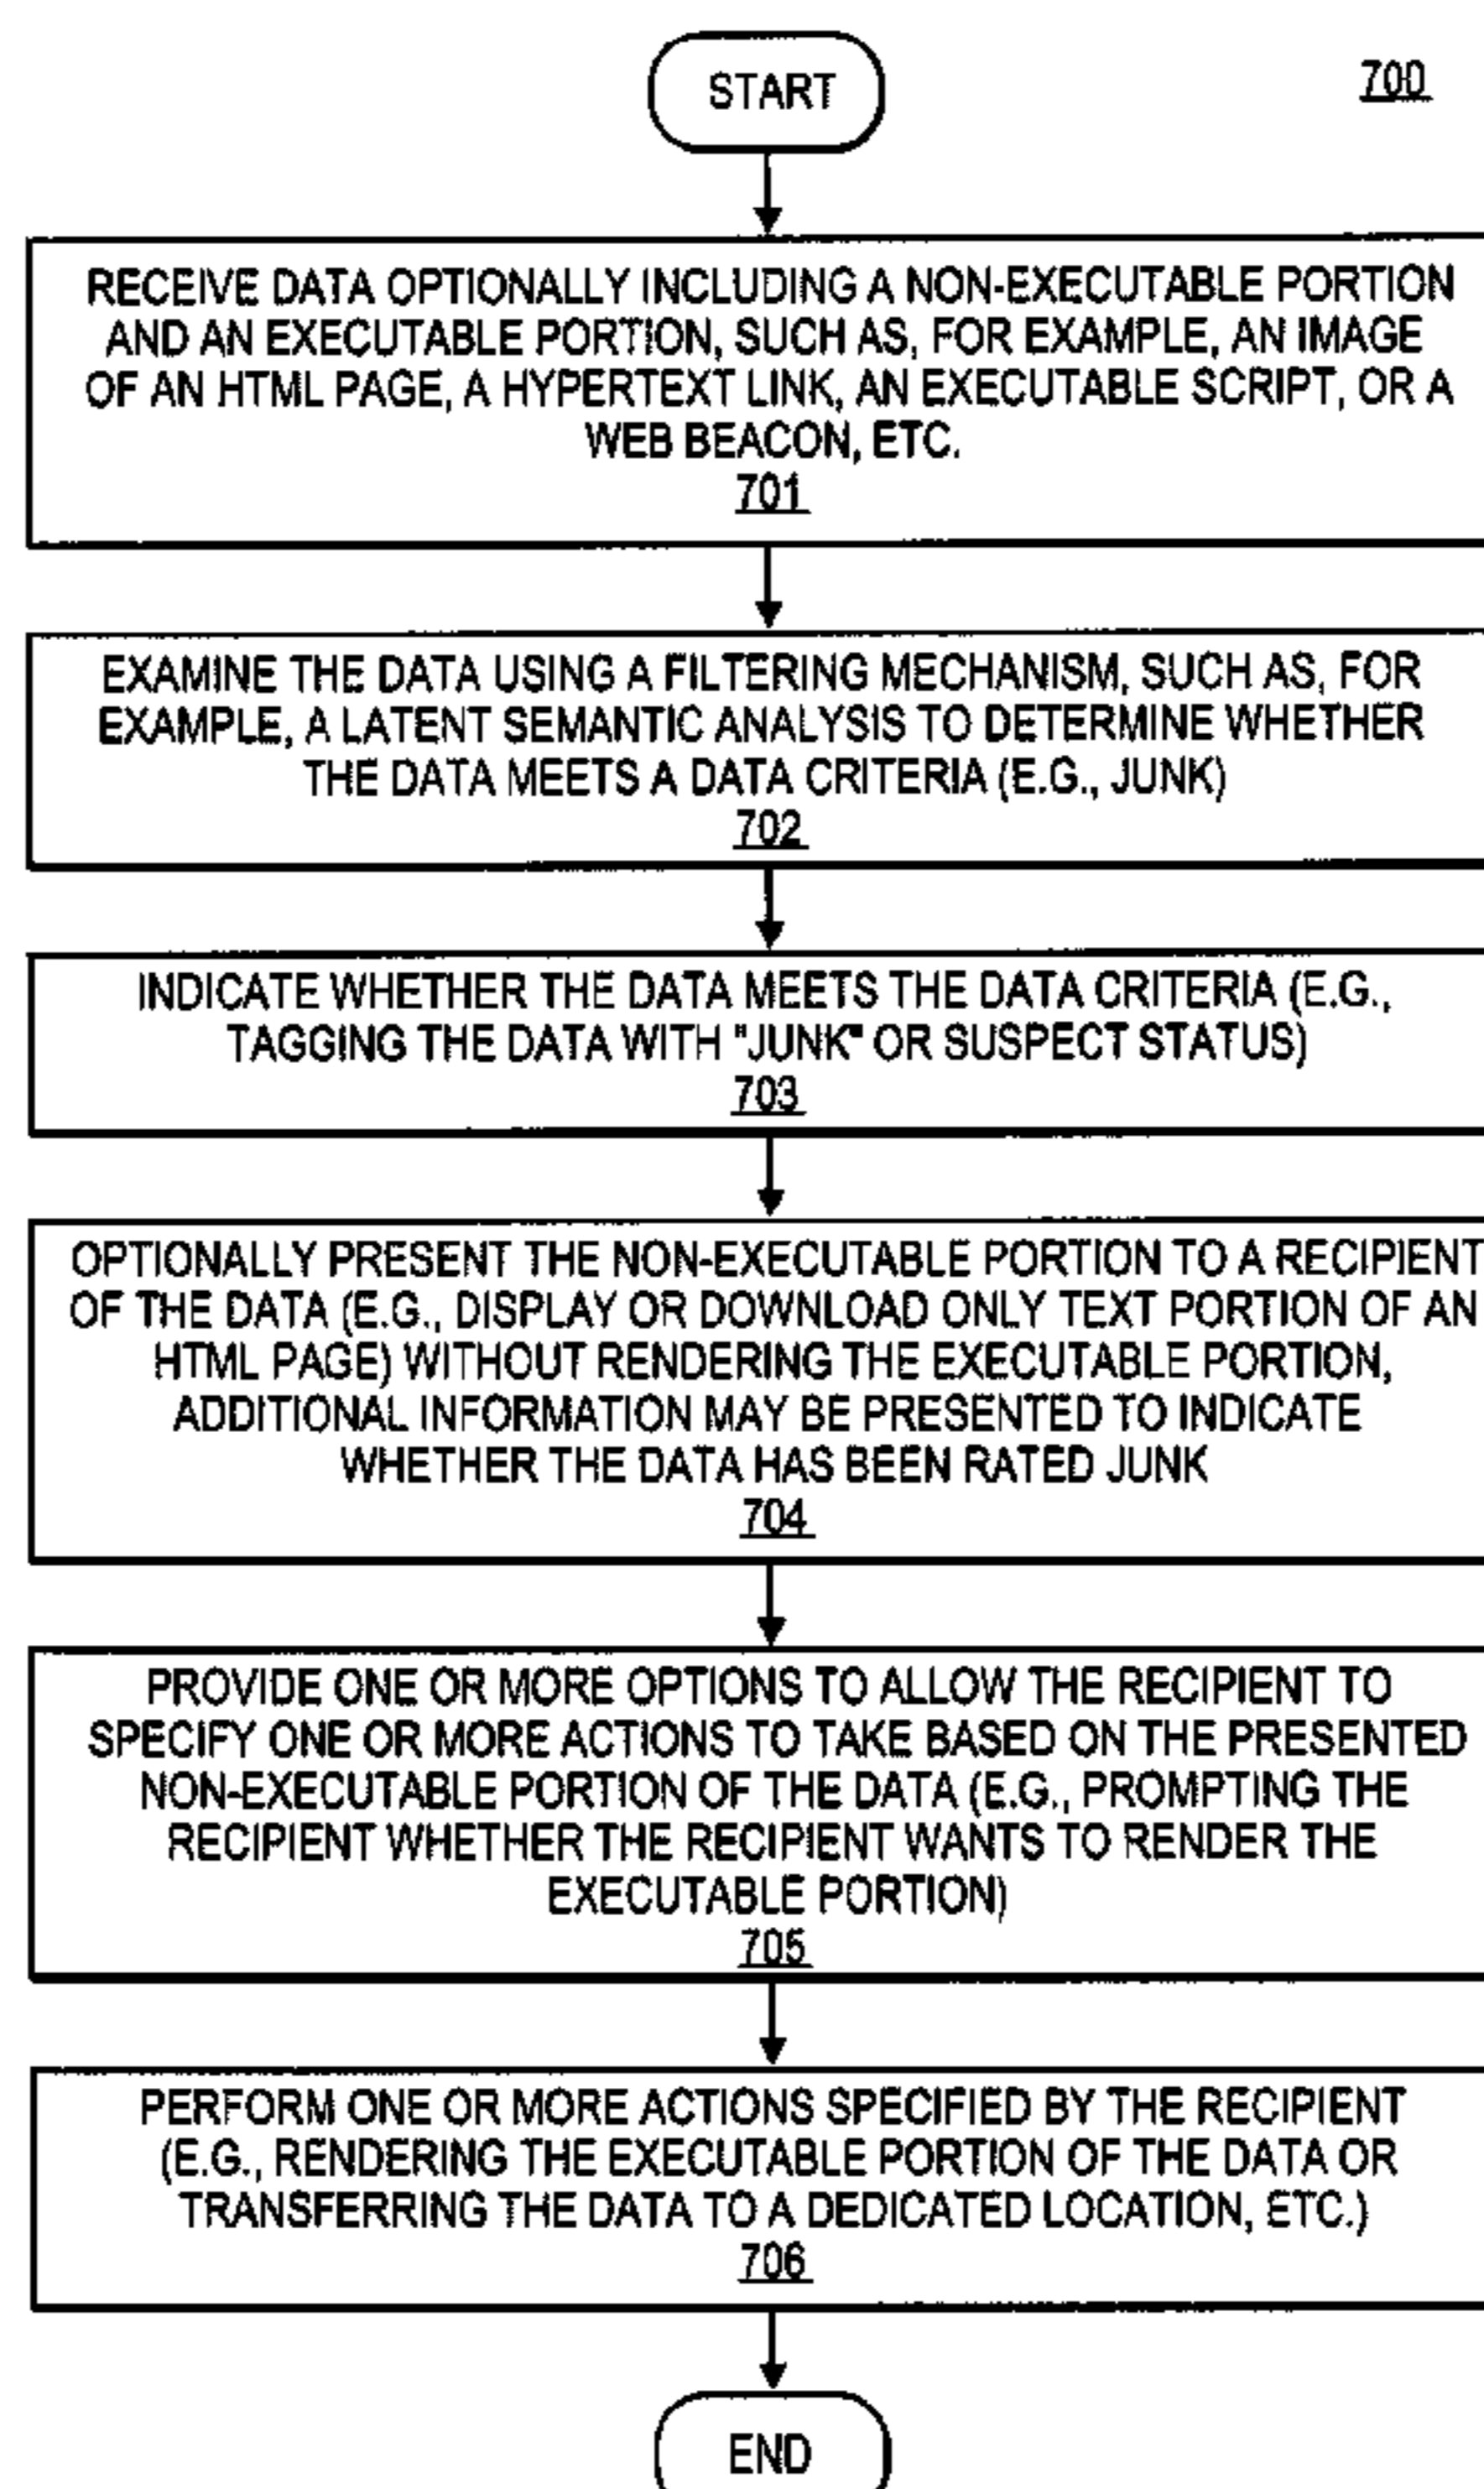 START
700
RECEIVE DATA OPTIONALLY INCLUDING A NON-EXECUTABLE PORTION
AND AN EXECUTABLE PORTION, SUCH AS, FOR EXAMPLE, AN IMAGE
OF AN HTML PAGE, A HYPERTEXT LINK, AN EXECUTABLE SCRIPT, OR A
WEB BEACON, ETC.
701
EXAMINE THE DATA USING A FILTERING MECHANISM, SUCH AS, FOR
EXAMPLE, A LATENT SEMANTIC ANALYSIS TO DETERMINE WHETHER
THE DATA MEETS A DATA CRITERIA (E.G., JUNK)
702
INDICATE WHETHER THE DATA MEETS THE DATA CRITERIA (E.G.,
TAGGING THE DATA WITH "JUNK" OR SUSPECT STATUS)
703
OPTIONALLY PRESENT THE NON-EXECUTABLE PORTION TO A RECIPIENT
OF THE DATA (E.G., DISPLAY OR DOWNLOAD ONLY TEXT PORTION OF AN
HTML PAGE) WITHOUT RENDERING THE EXECUTABLE PORTION,
ADDITIONAL INFORMATION MAY BE PRESENTED TO INDICATE
WHETHER THE DATA HAS BEEN RATED JUNK
704
PROVIDE ONE OR MORE OPTIONS TO ALLOW THE RECIPIENT TO
SPECIFY ONE OR MORE ACTIONS TO TAKE BASED ON THE PRESENTED
NON-EXECUTABLE PORTION OF THE DATA (E.G., PROMPTING THE
RECIPIENT WHETHER THE RECIPIENT WANTS TO RENDER THE
EXECUTABLE PORTION)
705
PERFORM ONE OR MORE ACTIONS SPECIFIED BY THE RECIPIENT
(E.G., RENDERING THE EXECUTABLE PORTION OF THE DATA OR
TRANSFERRING THE DATA TO A DEDICATED LOCATION, ETC.)
706
END